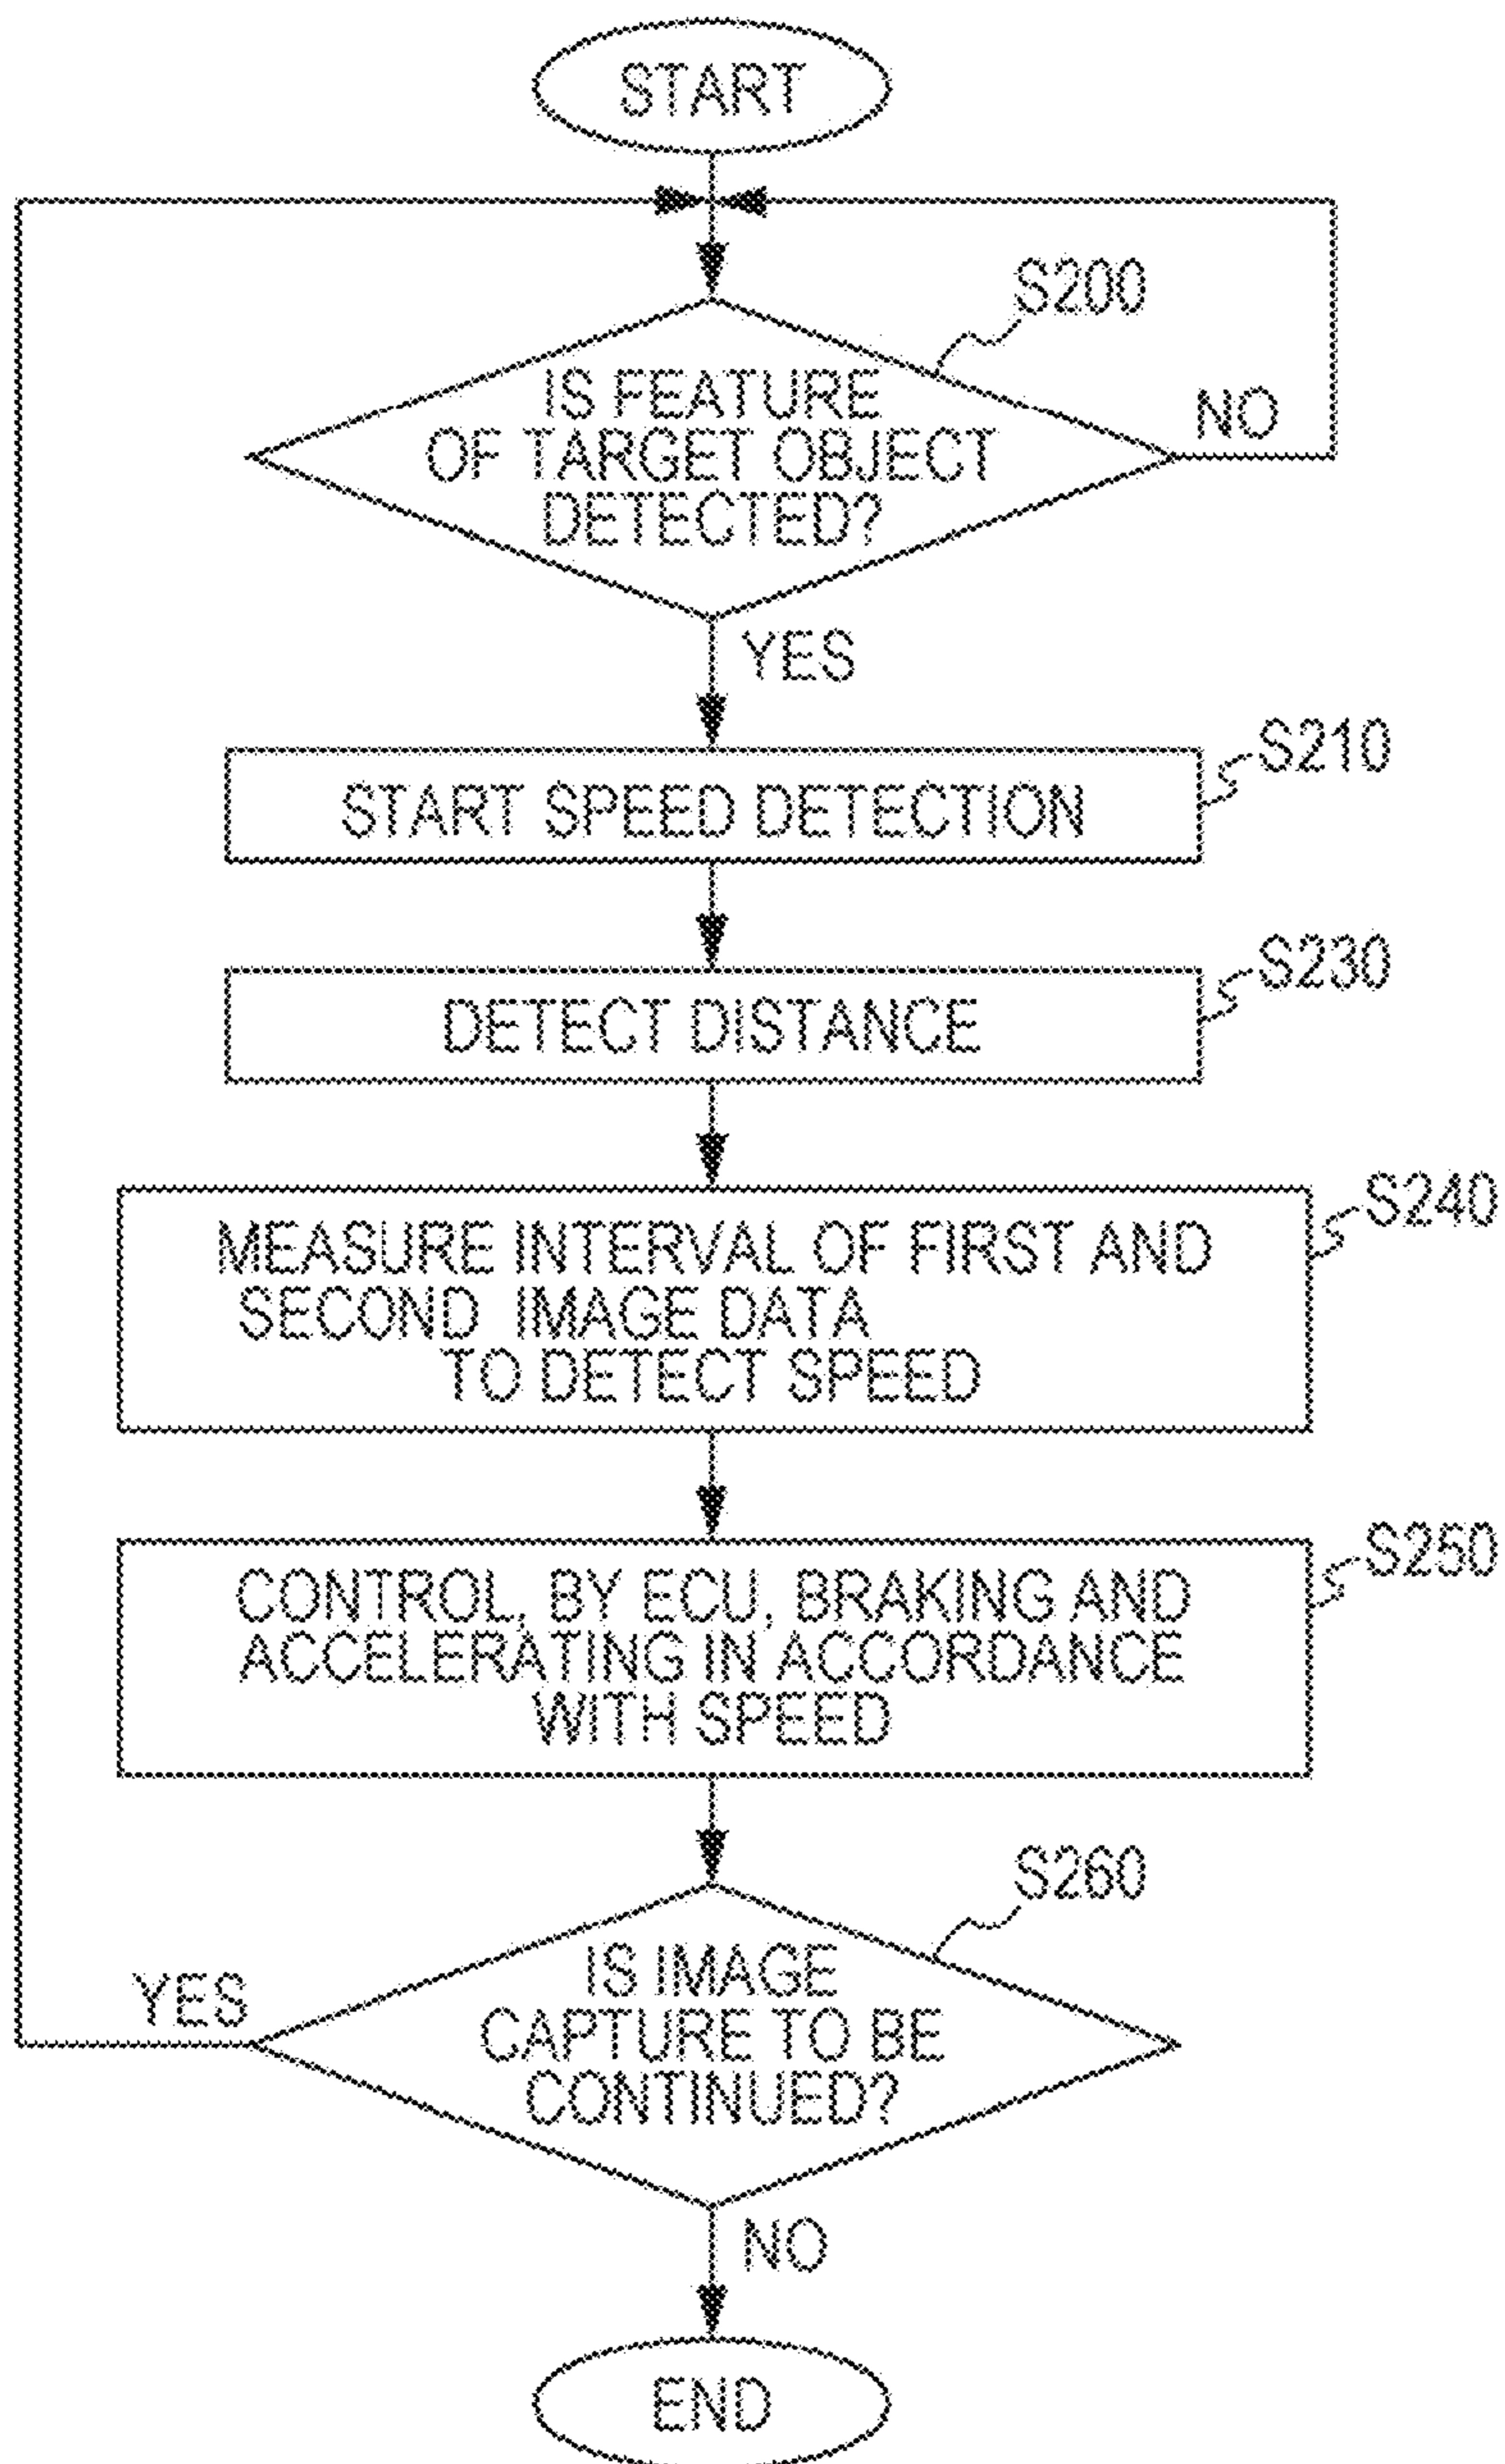 START
S200
IS FEATURE
OF TARGET OBJECT
DETECTED?
NO
YES
S210
START SPEED DETECTION
S230
DETECT DISTANCE
S240
MEASURE INTERVAL OF FIRST AND
SECOND IMAGE DATA
TO DETECT SPEED
S250
CONTROL, BY ECU, BRAKING AND
ACCELERATING IN ACCORDANCE
WITH SPEED
S260
IS IMAGE
CAPTURE TO BE
CONTINUED?
YES
NO
END